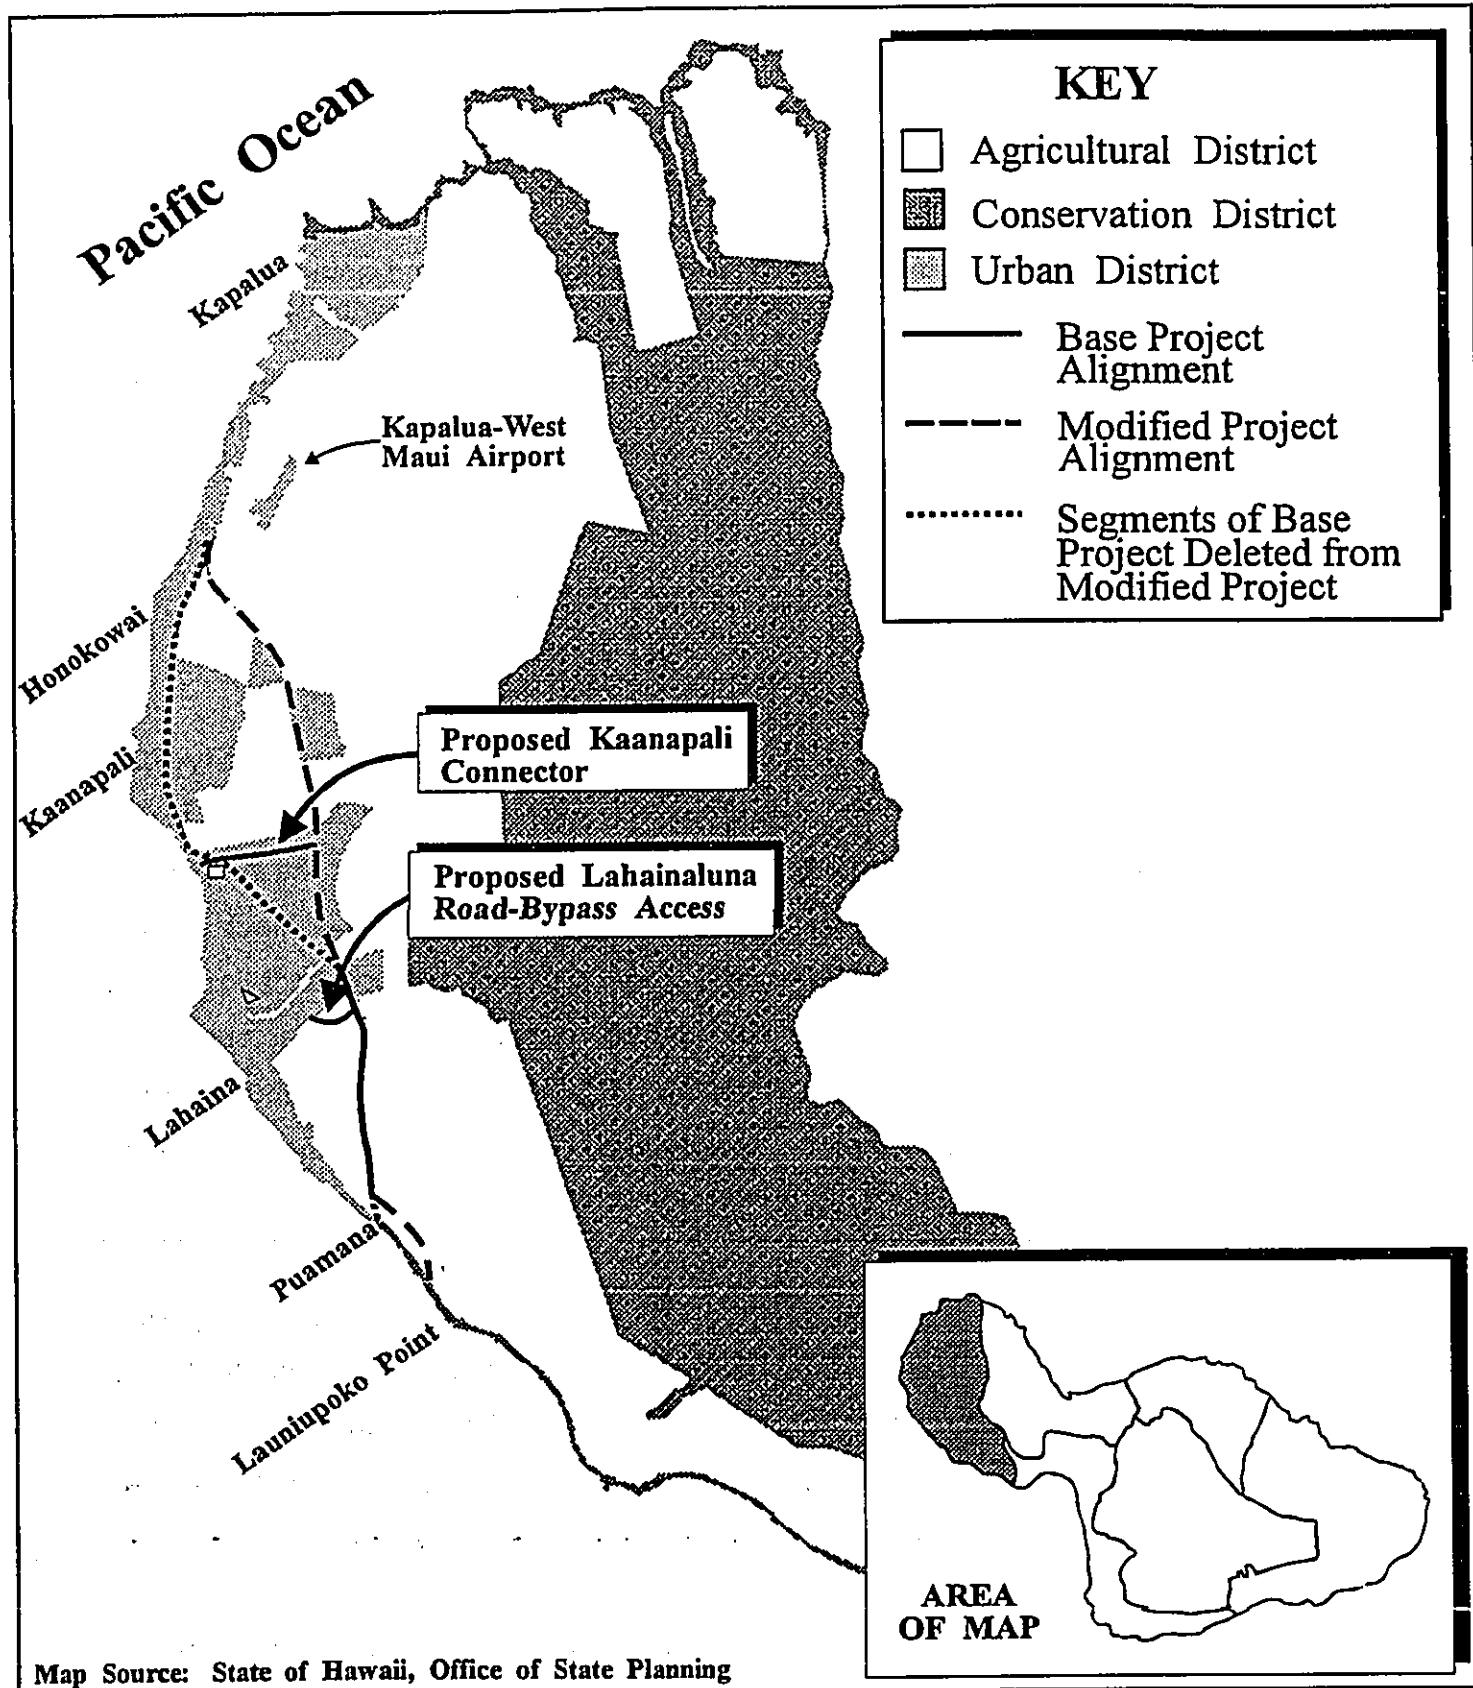 Pacific Ocean
KEY
Agricultural District
Conservation District
Urban District
Base Project
Alignment
Modified Project
Alignment
Segments of Base
Project Deleted from
Modified Project
Kapalua
Kapalua-West
Maui Airport
Honokowai
Kaanapali
Proposed Kaanapali
Connector
Proposed Lahainaluna
Road-Bypass Access
Lahaina
Puamana
Launiupoko Point
AREA
OF MAP
Map Source: State of Hawaii, Office of State Planning